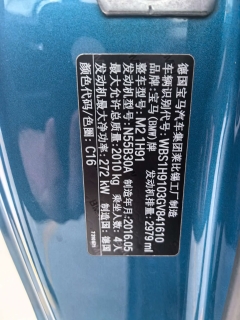 德国宝马汽车集团莱比锡工厂制造
车辆识别代号: WBS1H9103GV841610
品牌: 宝马(BMW)牌
整车型号: M2 1H91
发动机型号: N55B30A
发动机排量: 2979 ml
最大允许总质量: 2010 kg
乘坐人数: 4人
发动机最大净功率: 272 kW
制造年月: 2016.05
制造国: 德国
颜色代码/色圈: C16